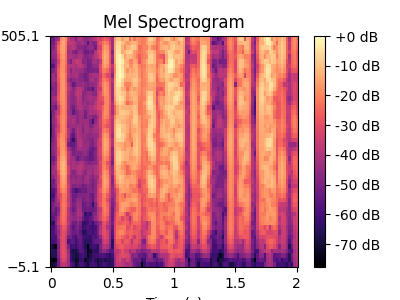 Mel Spectrogram
505.1
-5.1
0
0.5
1
1.5
2
+0 dB
-10 dB
-20 dB
-30 dB
-40 dB
-50 dB
-60 dB
-70 dB
Time (s)